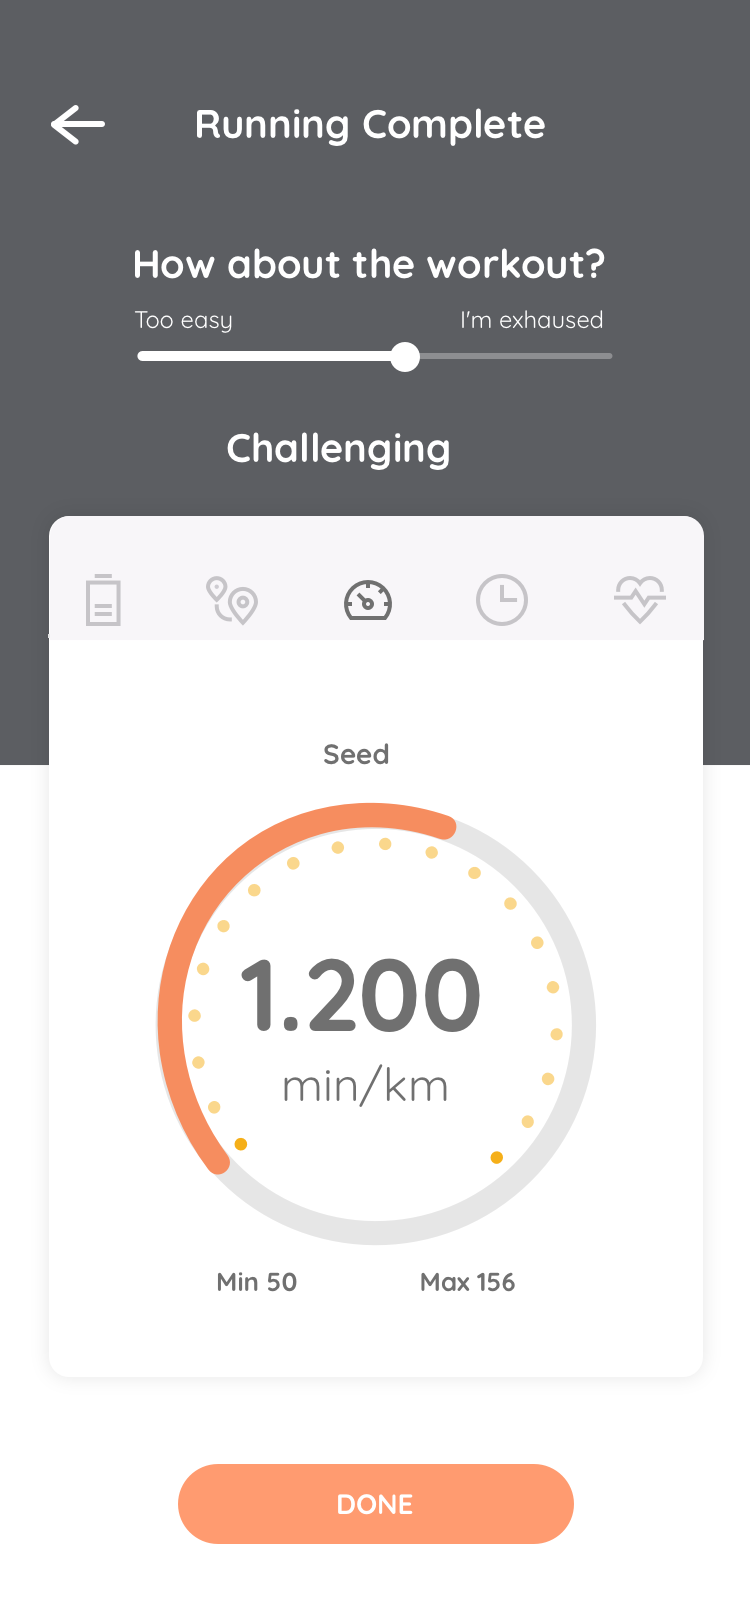 Running Complete
How about the workout?
Too easy
I'm exhaused
Challenging
Seed
1.200
min/km
Min 50
Max 156
DONE